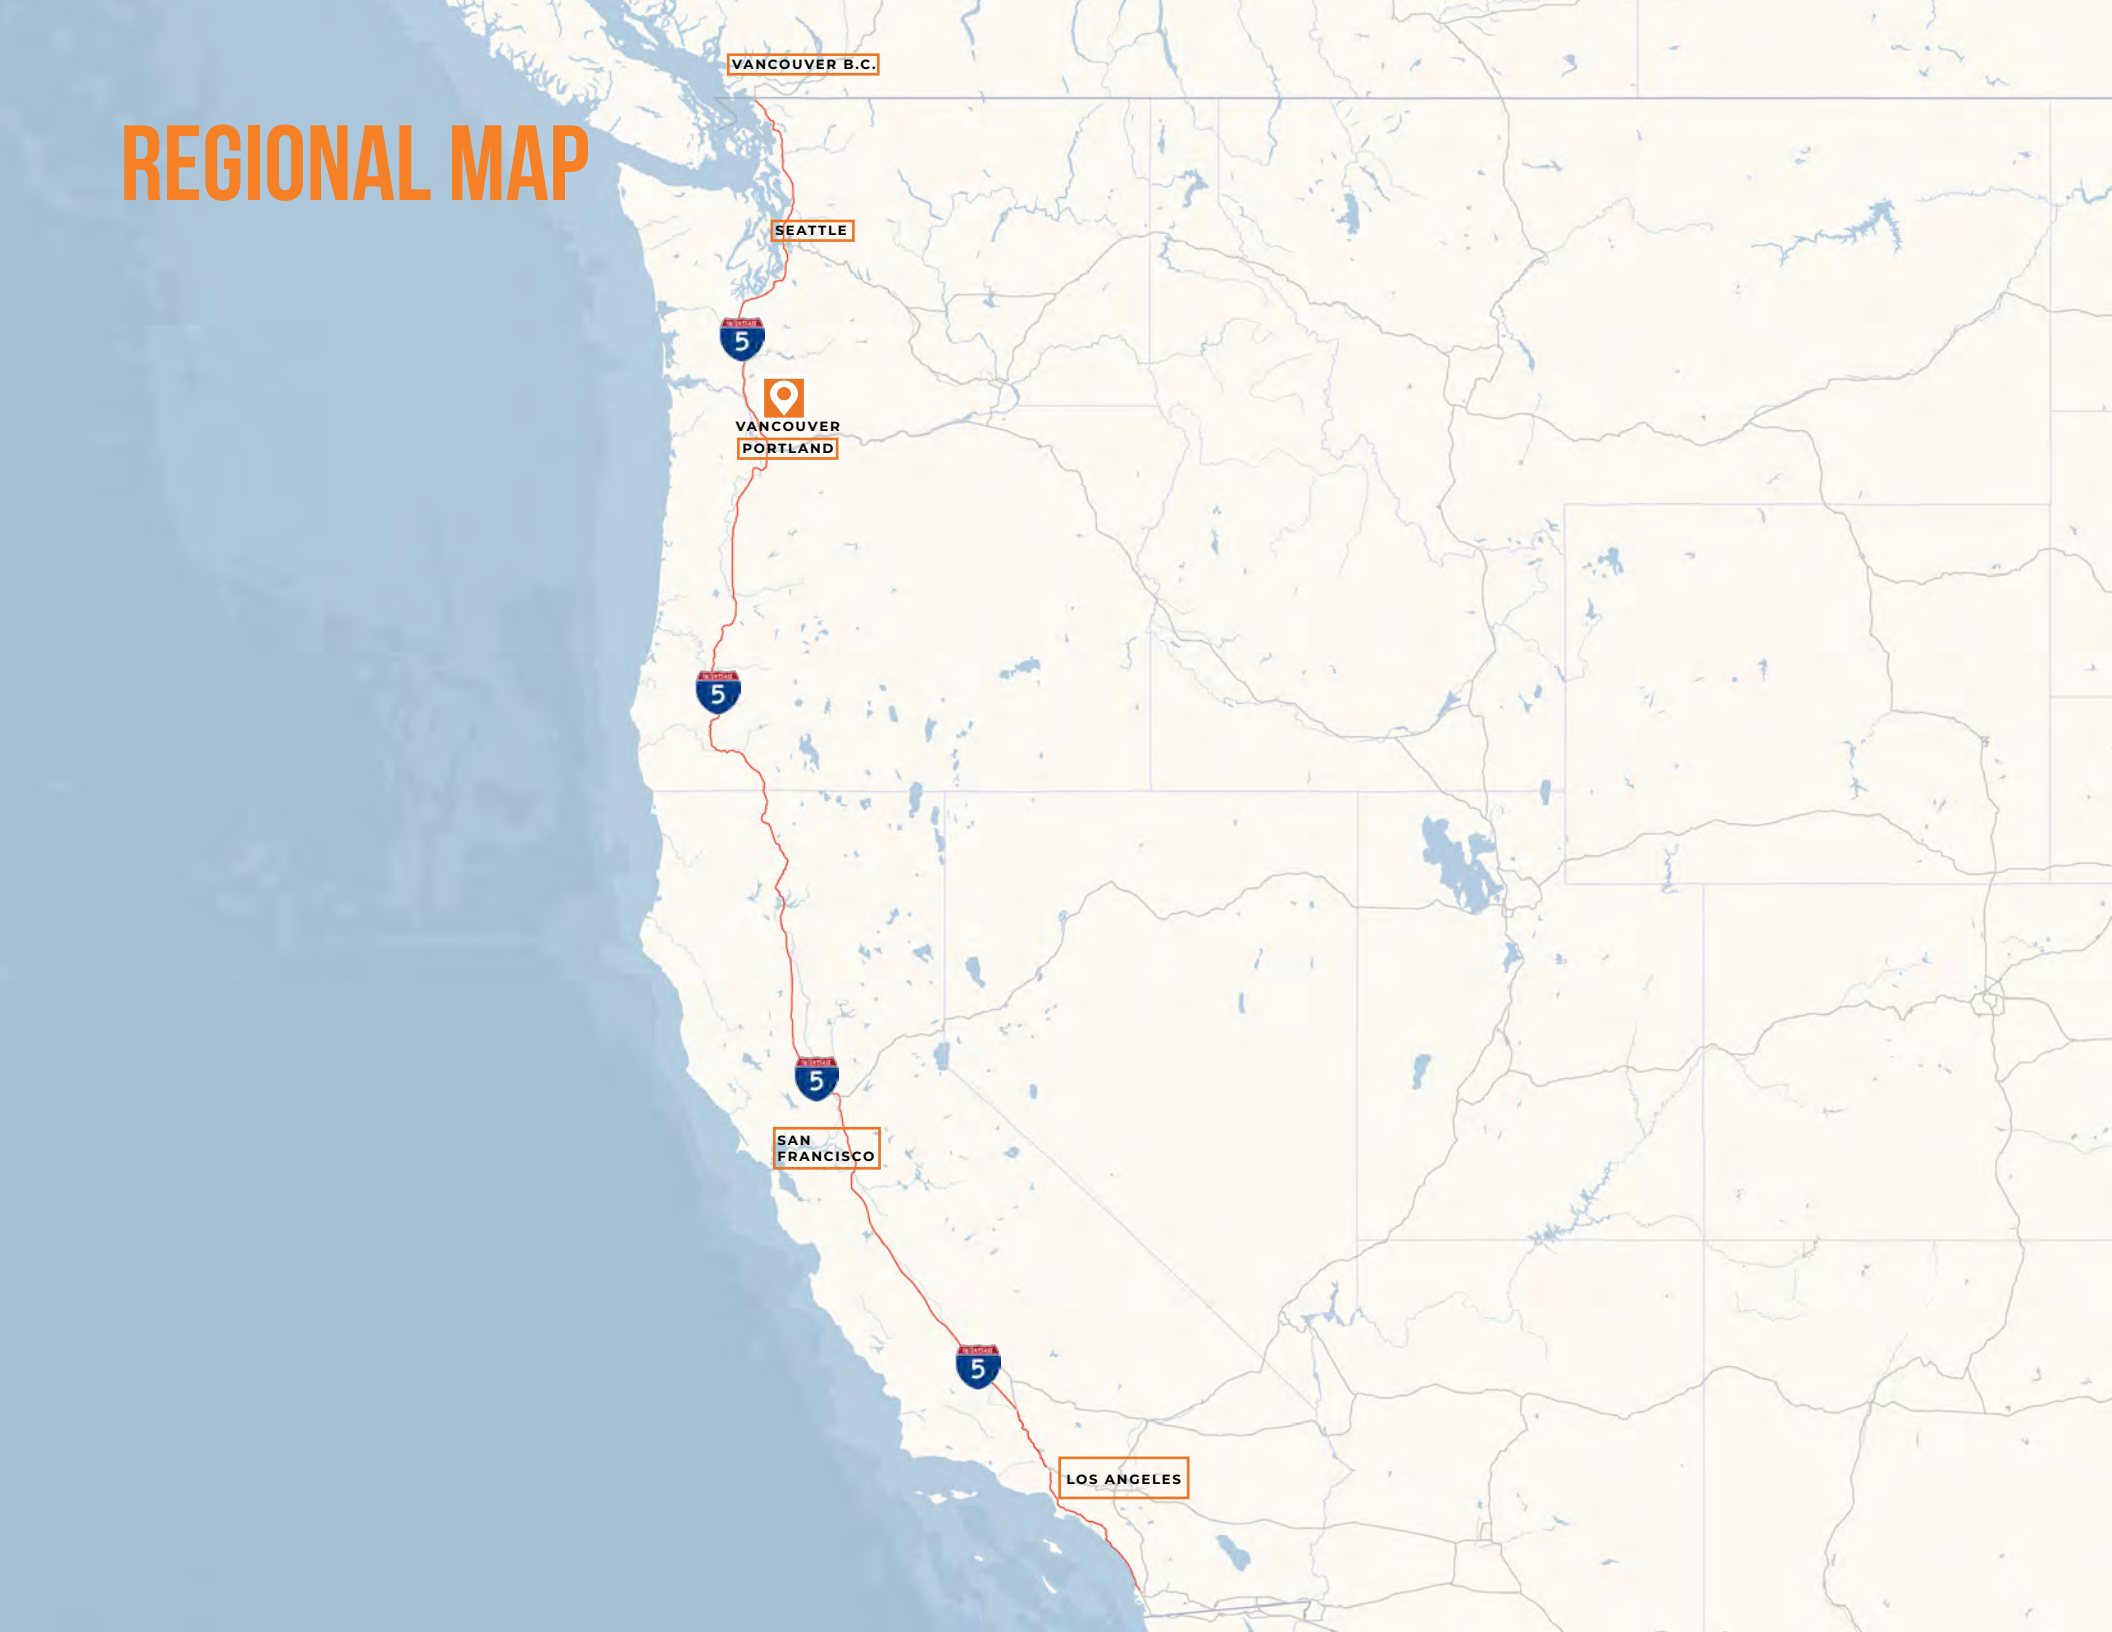 VANCOUVER B.C.
REGIONAL MAP
SEATTLE
5
VANCOUVER
PORTLAND
5
5
SAN
FRANCISCO
5
LOS ANGELES